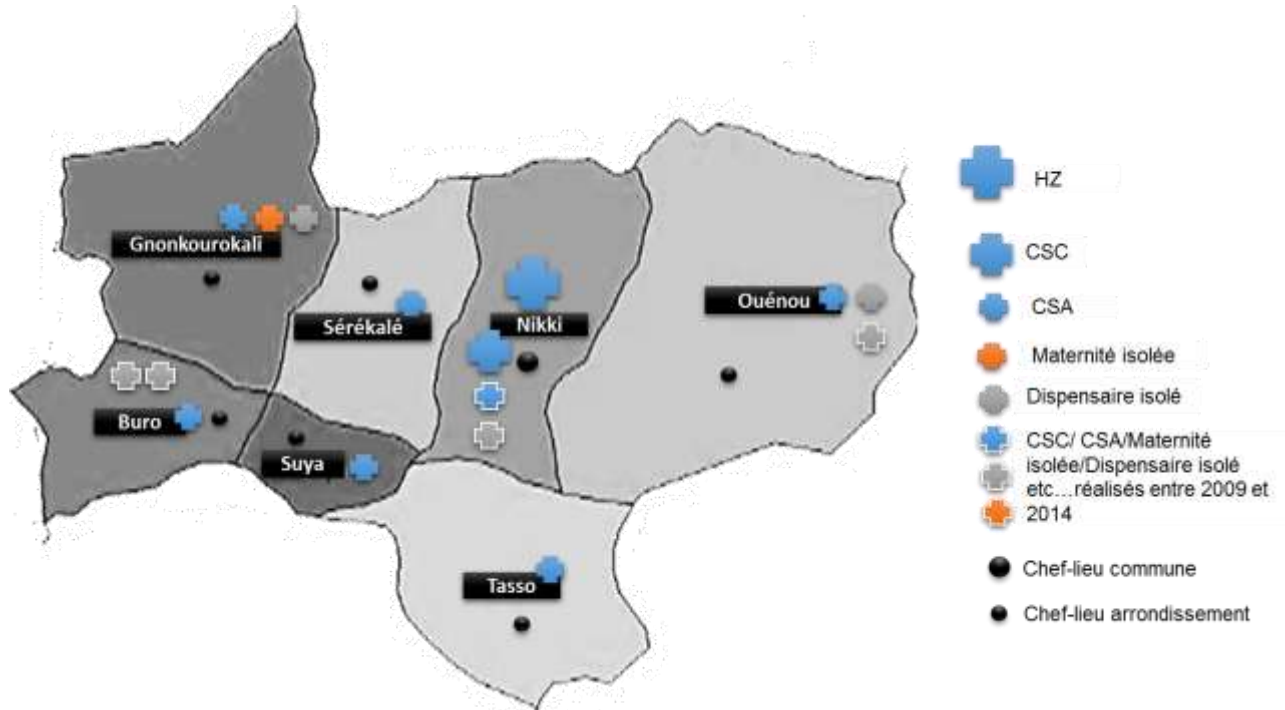 Gnonkourokali
Sérékalé
Nikki
Ouénou
Buro
Suya
Tasso
HZ
CSC
CSA
Maternité isolée
Dispensaire isolé
CSC/ CSA/Maternité
isolée/Dispensaire isolé
etc...réalisés entre 2009 et
2014
Chef-lieu commune
Chef-lieu arrondissement